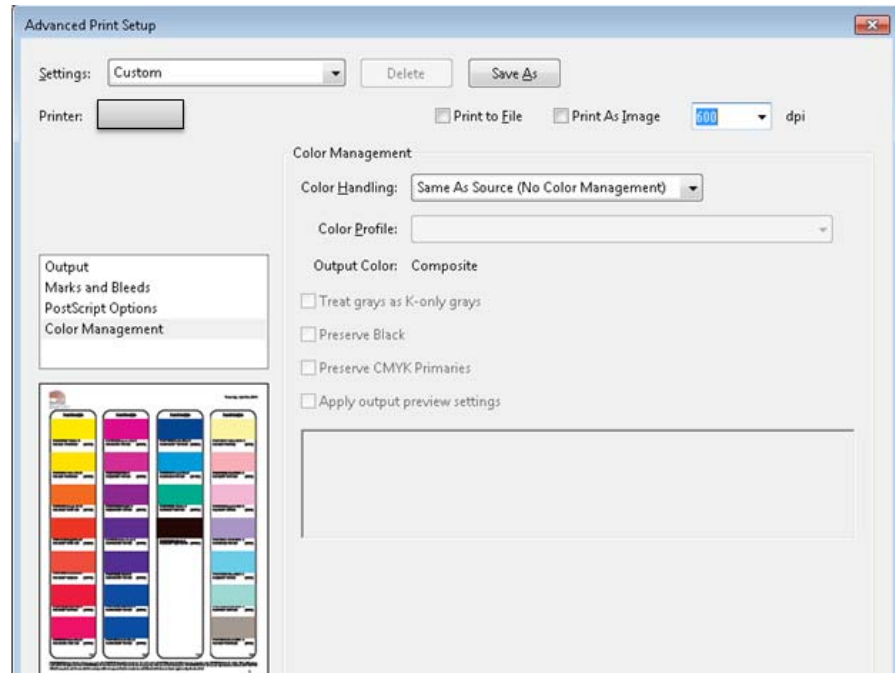 Advanced Print Setup
Settings: Custom Delete Save As
Printer: Print to File Print As Image 600 dpi
Color Management
Color Handling: Same As Source (No Color Management)
Color Profile:
Output Color: Composite
Treat grays as K-only grays
Preserve Black
Preserve CMYK Primaries
Apply output preview settings
Output
Marks and Bleeds
PostScript Options
Color Management